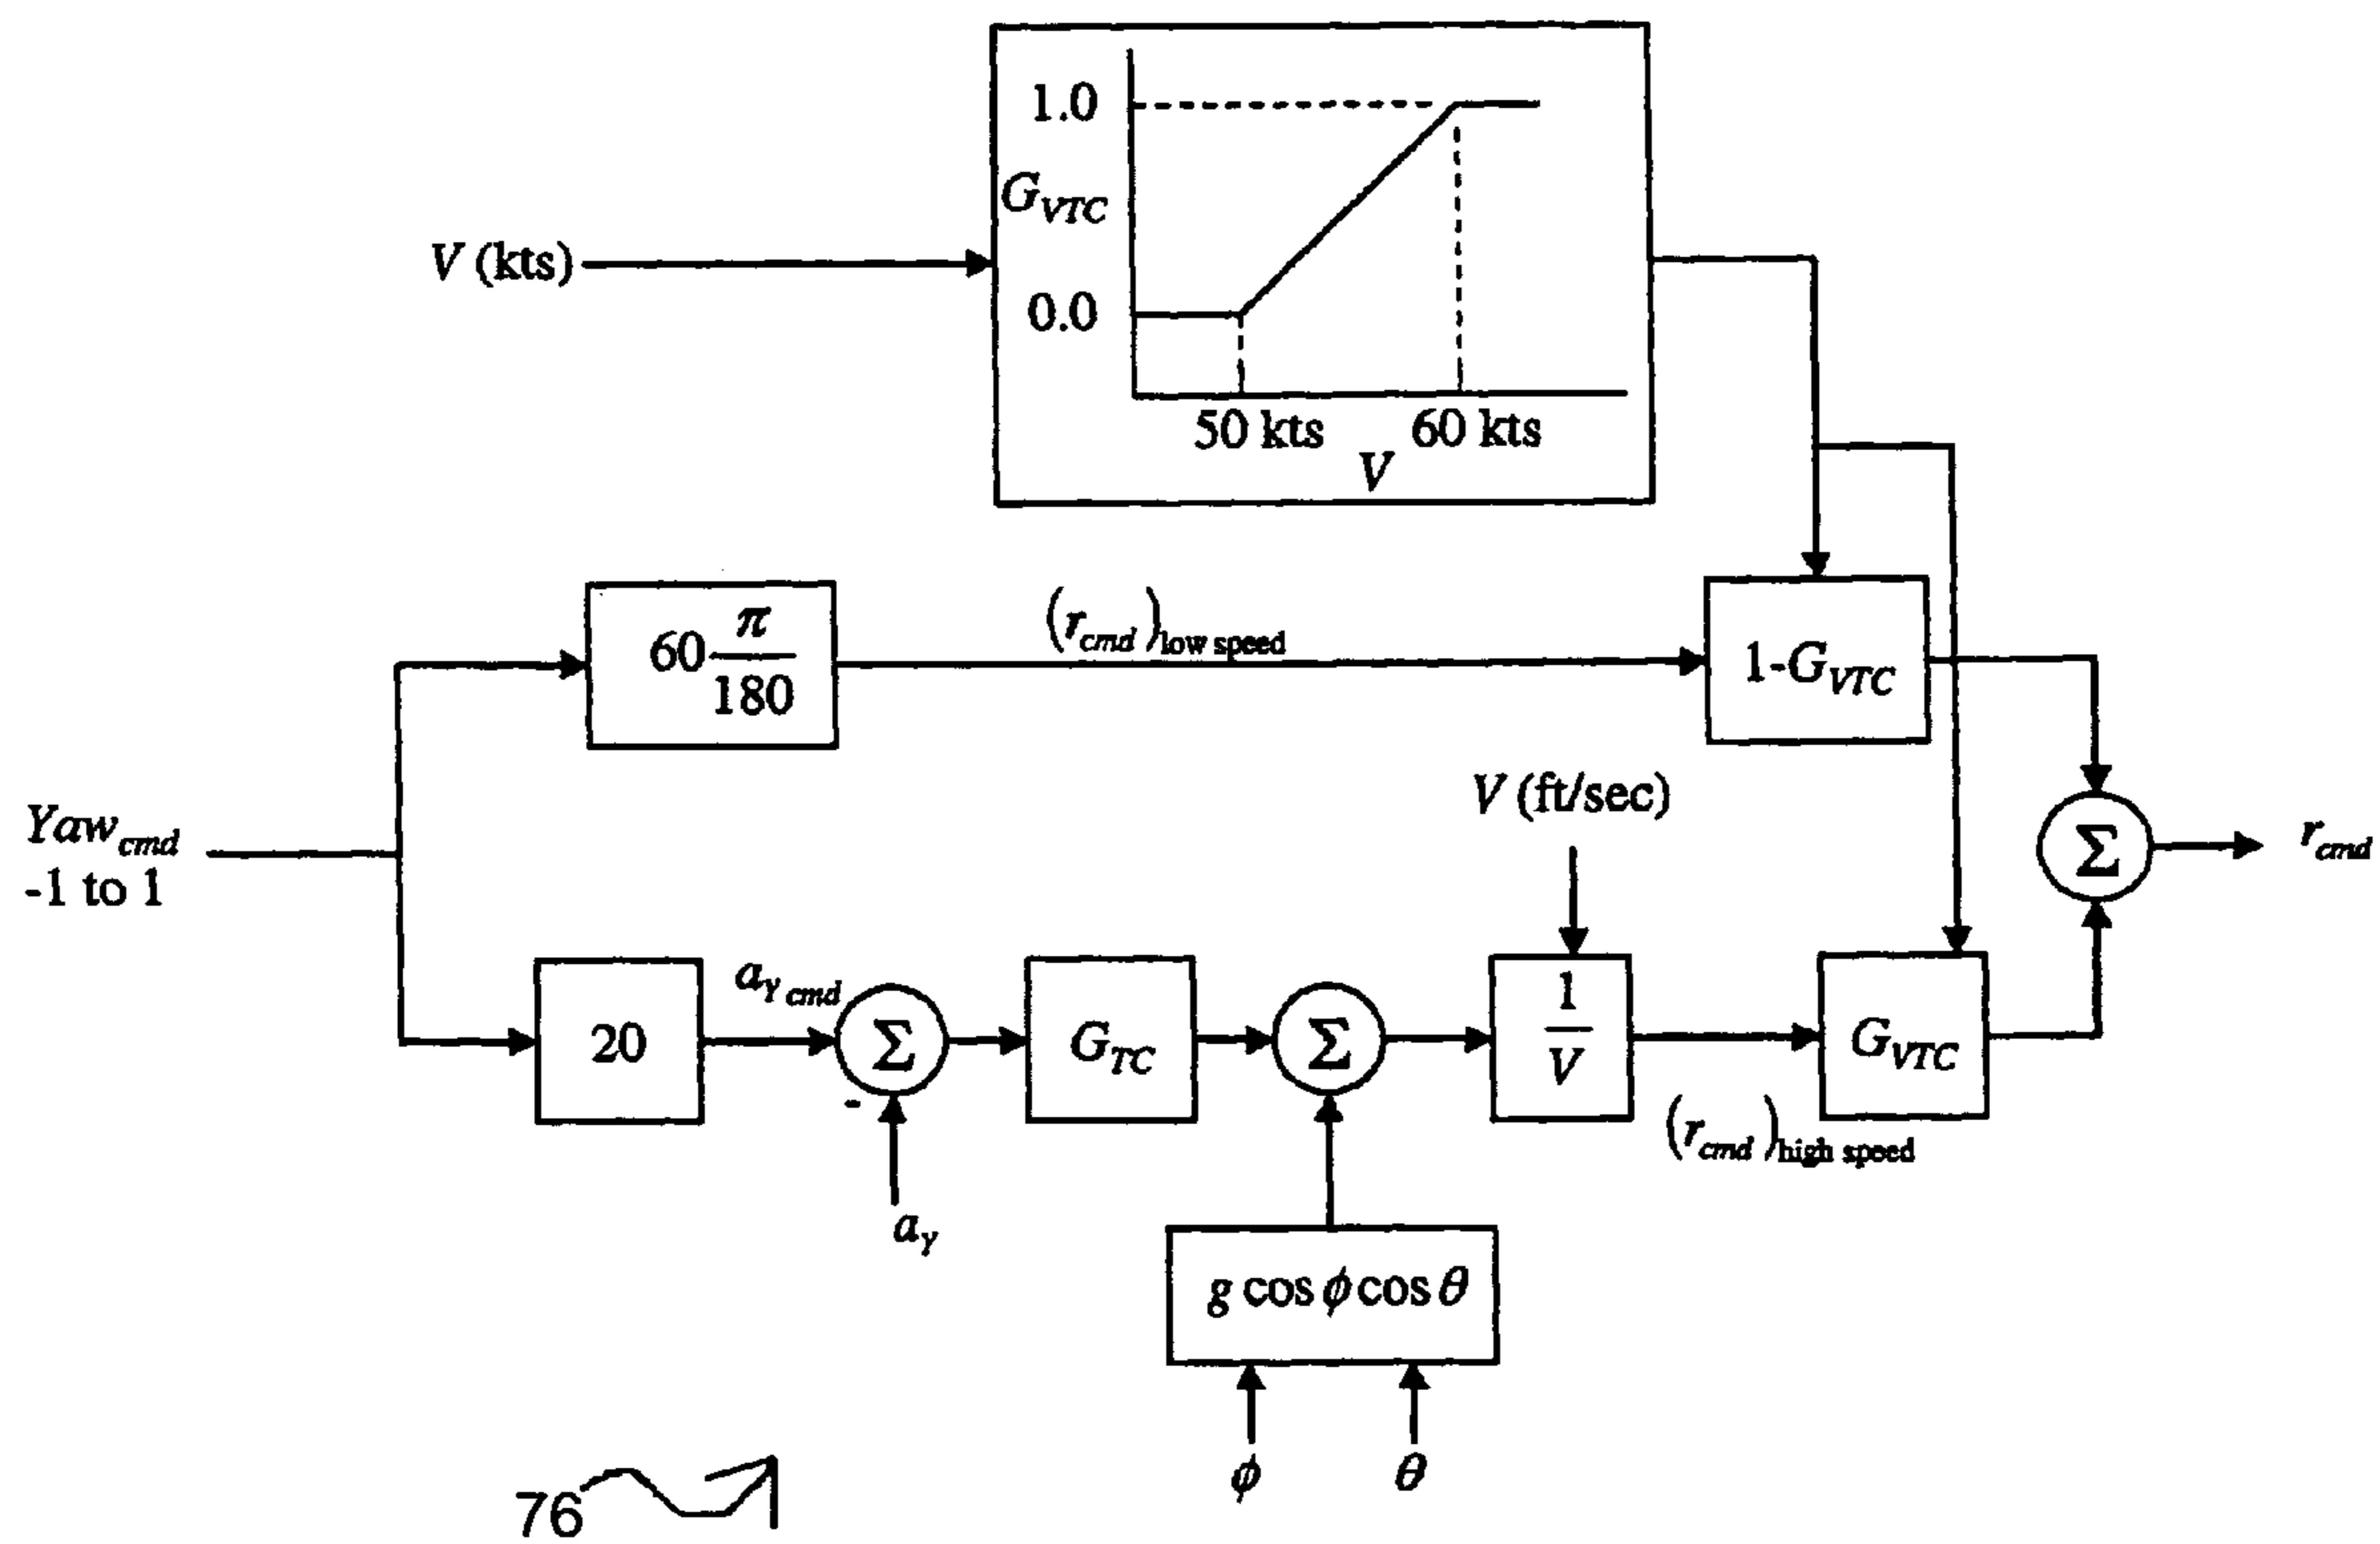 1.0
G_VTC
V (kts)
0.0
50 kts 60 kts
V
60 π/180
(r_cmd)_low speed
1-G_VTC
V (ft/sec)
Yaw_cmd
-1 to 1
Σ
r_cmd
20
a_Y cmd
Σ
-
a_Y
G_TC
Σ
1/V
(r_cmd)_high speed
G_VTC
g cos ϕ cos θ
ϕ θ
76